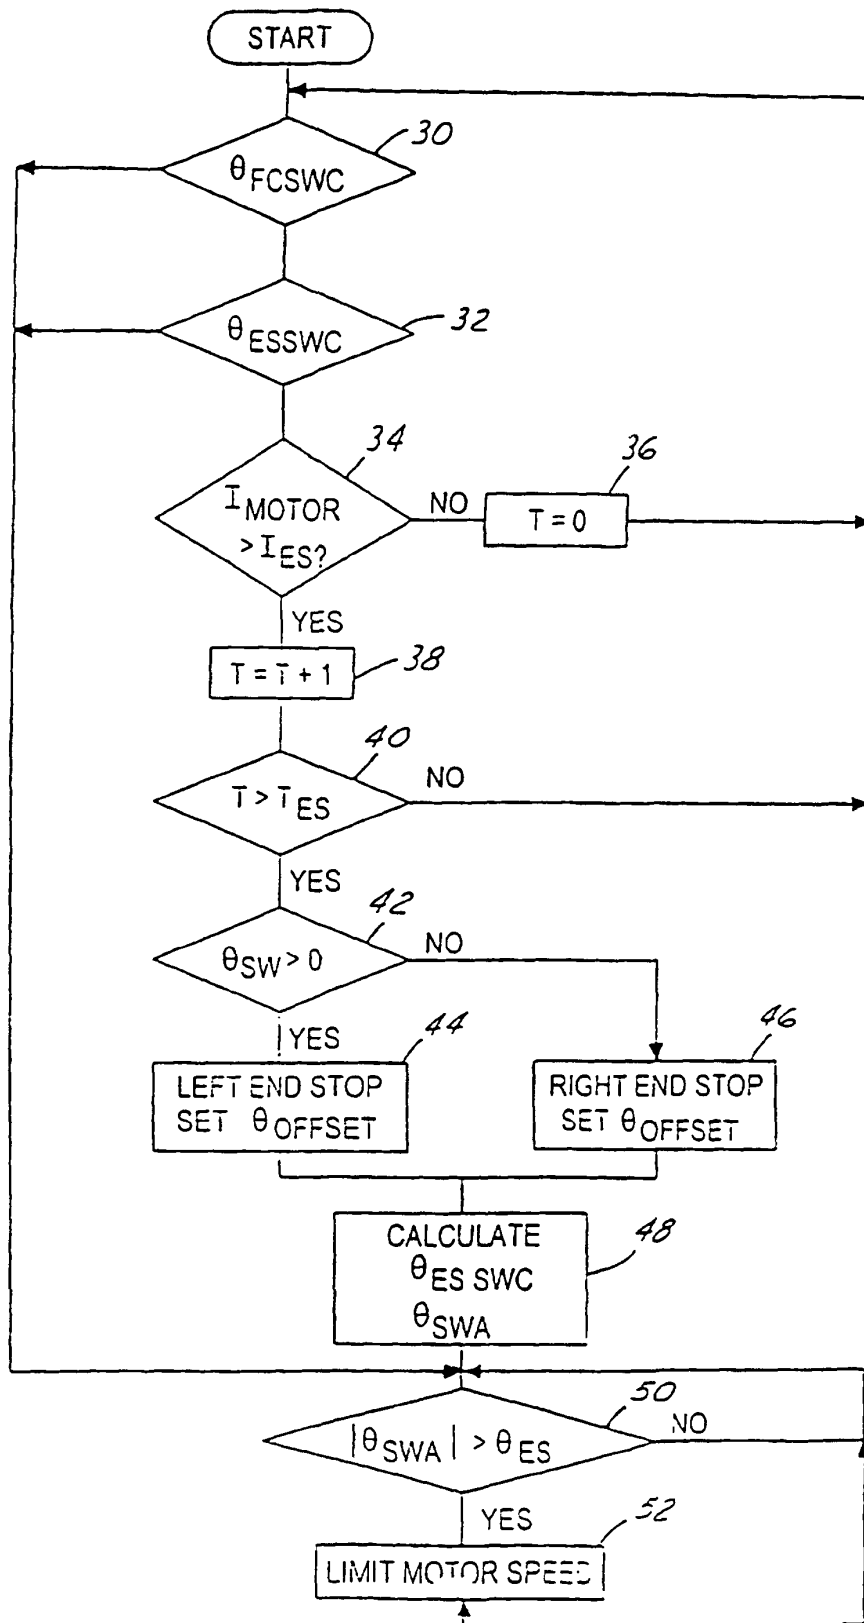 START
30
θFCSWC
32
θESSWC
34
IMOTOR
> IES?
NO
36
T = 0
YES
38
T = T + 1
40
T > TES
NO
YES
42
θSW > 0
NO
YES
44
46
LEFT END STOP
SET θOFFSET
RIGHT END STOP
SET θOFFSET
48
CALCULATE
θES SWC
θSWA
50
|θSWA| > θES
NO
YES
52
LIMIT MOTOR SPEED